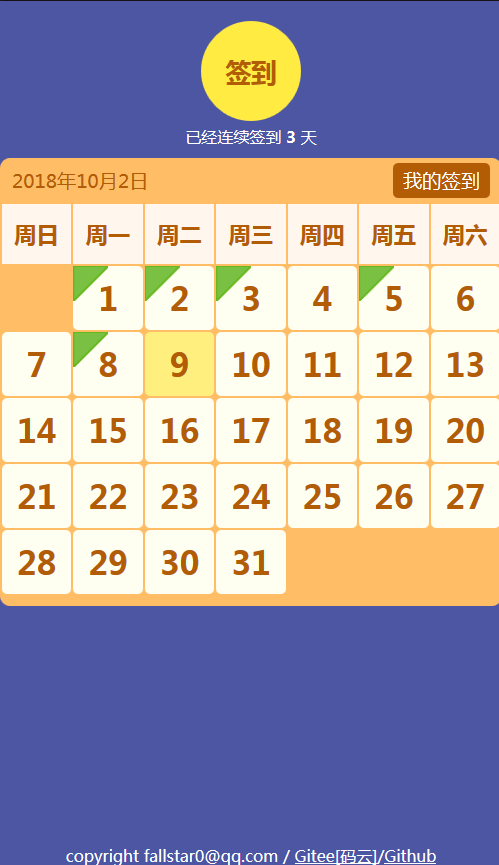 签到
已经连续签到 3 天
2018年10月2日 我的签到
周日 周一 周二 周三 周四 周五 周六
1 2 3 4 5 6
7 8 9 10 11 12 13
14 15 16 17 18 19 20
21 22 23 24 25 26 27
28 29 30 31
copyright fallstar0@qq.com / Gitee[码云]/Github